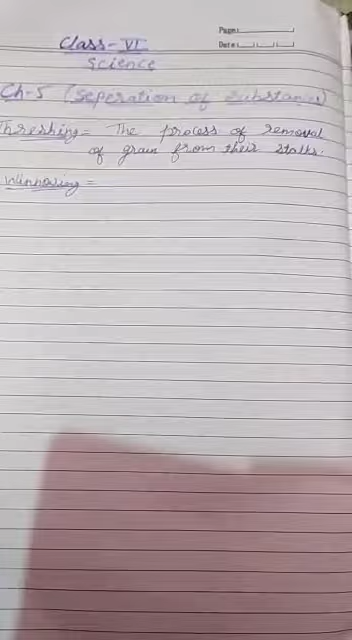 Page:
Date:
Class - VI
Science
Ch-5 (Seperation of Substances)
Threshing = The process of removal
of grain from their stalks.
Winnowing =